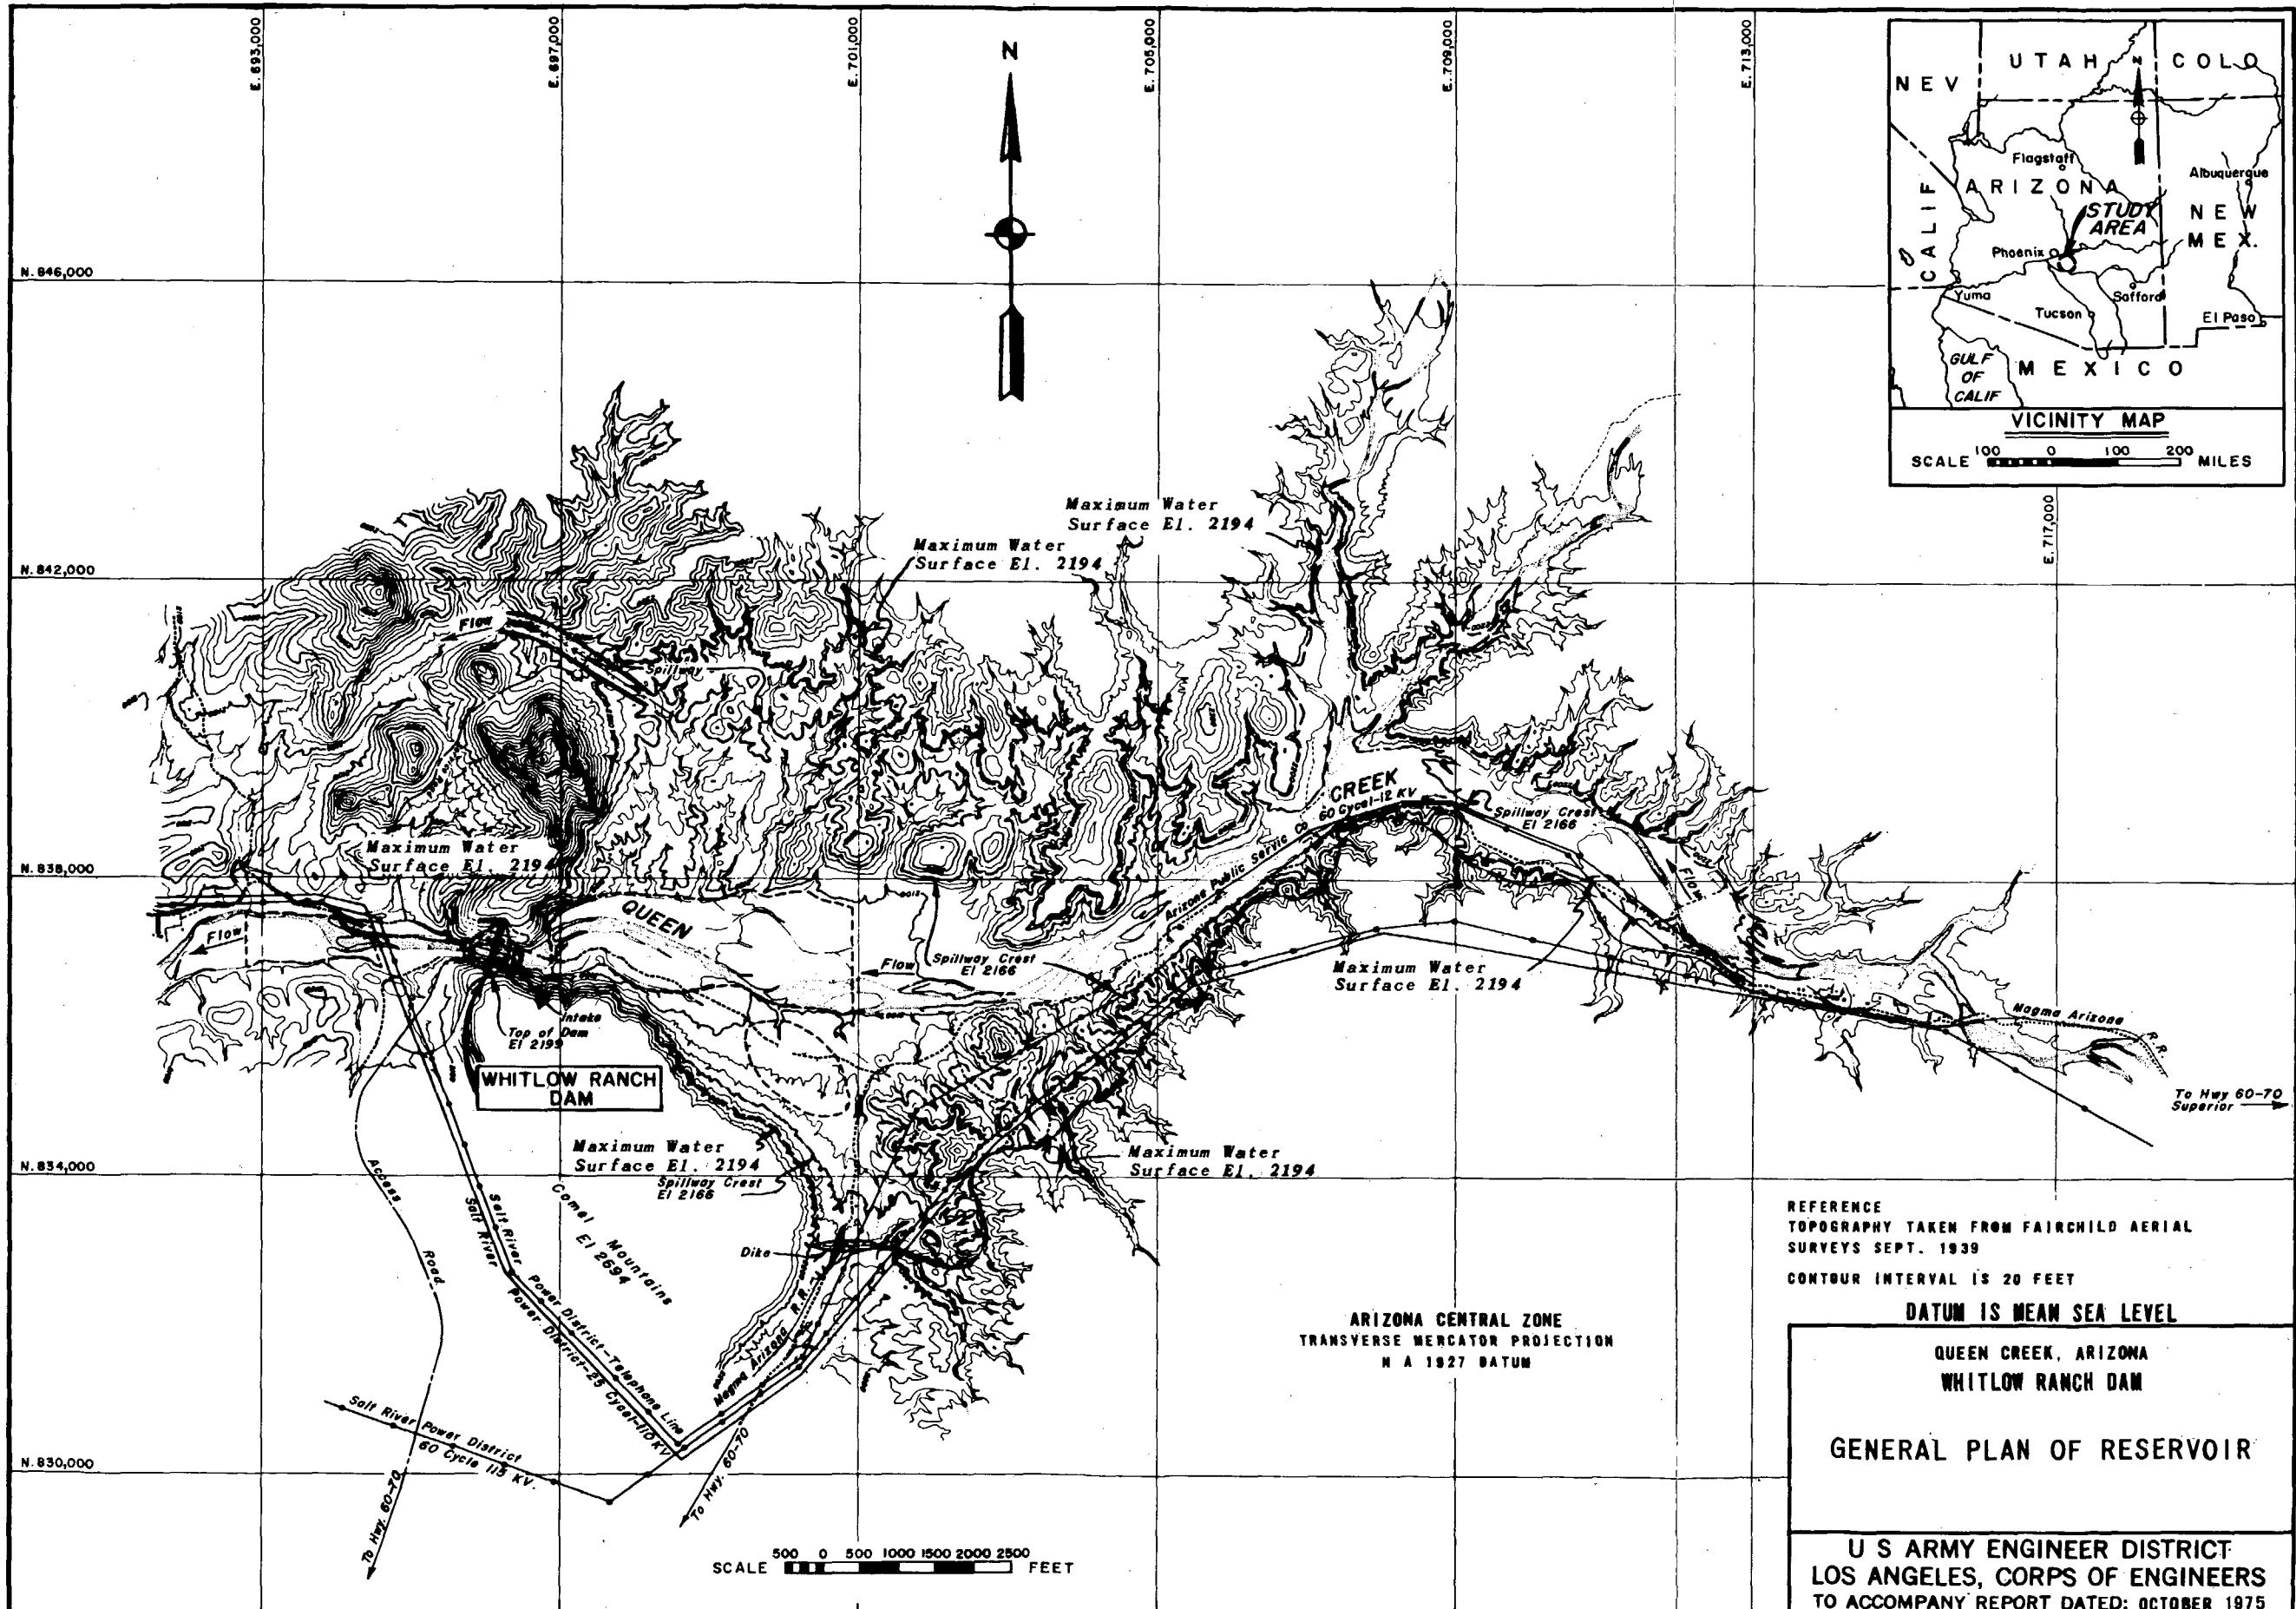 E. 693,000
E. 697,000
E. 701,000
E. 705,000
E. 709,000
E. 713,000
N
UTAH
COLO
NEV
N
Flagstaff
Albuquerque
ARIZONA
CALIF
STUDY
AREA
NEW
MEX.
Phoenix
Yuma
Safford
Tucson
El Paso
GULF
OF
CALIF
MEXICO
VICINITY MAP
SCALE 100 0 100 200 MILES
E. 717,000
N. 846,000
Maximum Water
Surface El. 2194
Maximum Water
Surface El. 2194
N. 842,000
Flow
Spillway
CREEK
60 Cycel-12 KV
Arizona Public Servic Co
Spillway Crest
El 2166
Maximum Water
Surface El. 2194
N. 838,000
Flow
QUEEN
Flow
Flow
Spillway Crest
El 2166
Maximum Water
Surface El. 2194
Intake
Top of Dam
El 2199
WHITLOW RANCH
DAM
Magma Arizona R.R.
To Hwy 60-70
Superior
Maximum Water
Surface El. 2194
Spillway Crest
El 2166
Maximum Water
Surface El. 2194
N. 834,000
Access Road
Comel Mountains
El 2694
Dike
Salt River Power District-Telephone Line
Salt River Power District-25 Cycel-110 KV
Magma Arizona R.R.
Salt River Power District
60 Cycle 115 KV.
N. 830,000
To Hwy. 60-70
To Hwy. 60-70
SCALE 500 0 500 1000 1500 2000 2500 FEET
ARIZONA CENTRAL ZONE
TRANSVERSE MERCATOR PROJECTION
N A 1927 DATUM
REFERENCE
TOPOGRAPHY TAKEN FROM FAIRCHILD AERIAL
SURVEYS SEPT. 1939
CONTOUR INTERVAL IS 20 FEET
DATUM IS MEAN SEA LEVEL
QUEEN CREEK, ARIZONA
WHITLOW RANCH DAM
GENERAL PLAN OF RESERVOIR
U S ARMY ENGINEER DISTRICT
LOS ANGELES, CORPS OF ENGINEERS
TO ACCOMPANY REPORT DATED: OCTOBER 1975